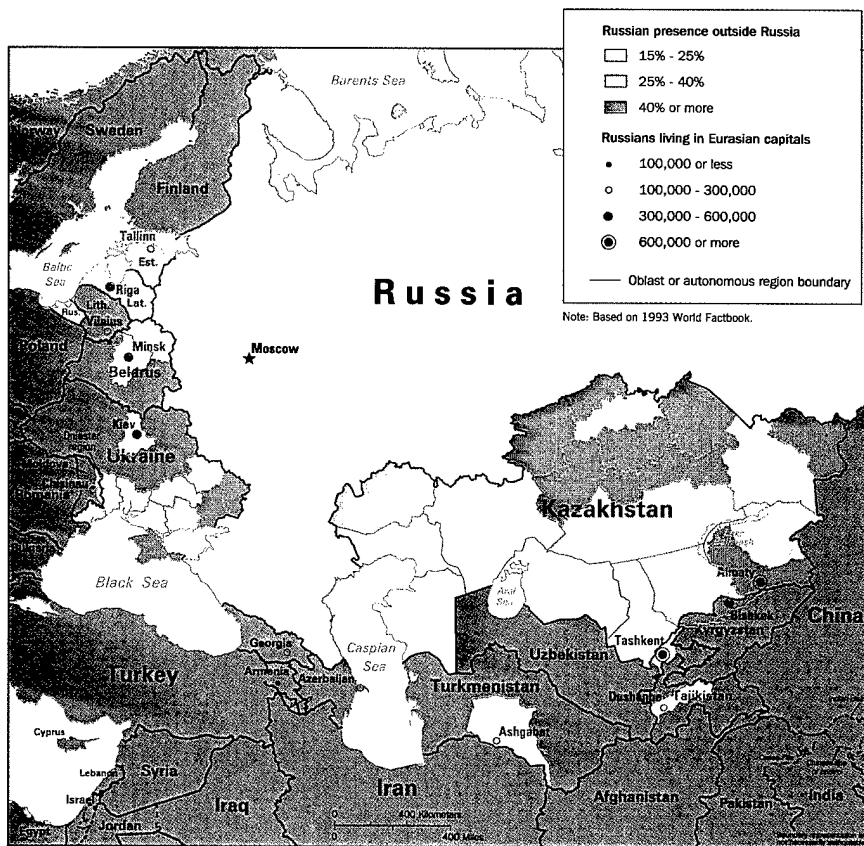 Russian presence outside Russia
15% - 25%
25% - 40%
40% or more
Russians living in Eurasian capitals
100,000 or less
100,000 - 300,000
300,000 - 600,000
600,000 or more
Oblast or autonomous region boundary
Note: Based on 1993 World Factbook.
Barents Sea
Norway
Sweden
Finland
Tallinn
Est.
Baltic
Sea
Riga
Lat.
Lith.
Rus.
Vilnius
Russia
Poland
Minsk
Belarus
Moscow
Kiev
Ukraine
Romania
Kazakhstan
Black Sea
Aral
Sea
Almaty
Bishkek
Kyrgyzstan
China
Georgia
Caspian
Sea
Tashkent
Uzbekistan
Turkey
Armenia
Azerbaijan
Turkmenistan
Dushanbe
Tajikistan
Cyprus
Ashgabat
Lebanon
Syria
Israel
Iraq
Iran
Afghanistan
Pakistan
India
Egypt
Jordan
0 400 Kilometers
0 400 Miles